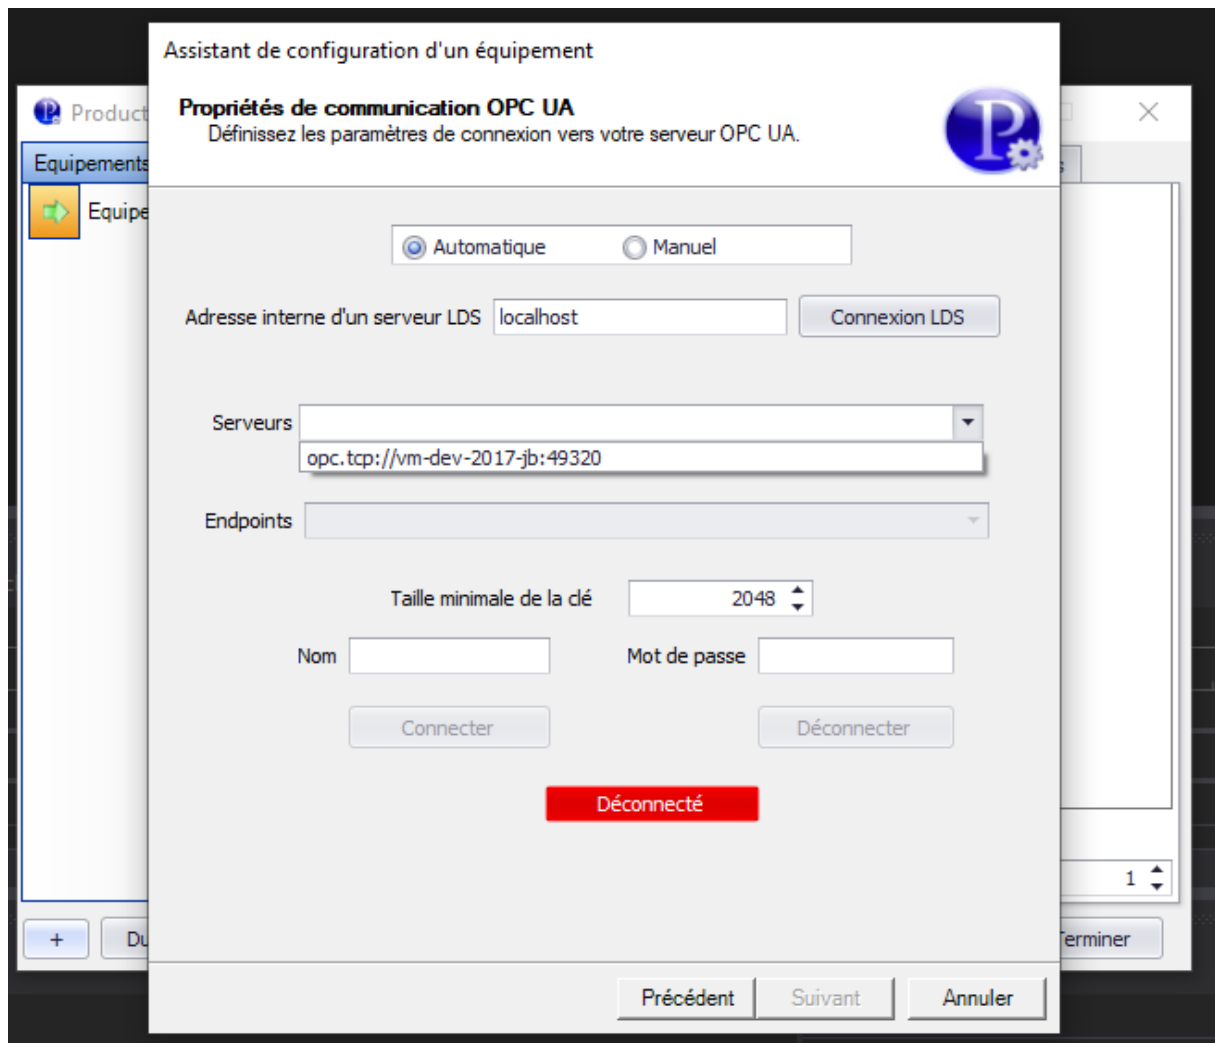 Assistant de configuration d'un équipement
Propriétés de communication OPC UA
Définissez les paramètres de connexion vers votre serveur OPC UA.
Product
Equipements
Equipe
Automatique Manuel
Adresse interne d'un serveur LDS localhost Connexion LDS
Serveurs
opc.tcp://vm-dev-2017-jb:49320
Endpoints
Taille minimale de la clé 2048
Nom Mot de passe
Connecter Déconnecter
Déconnecté
1
+ Du erminer
Précédent Suivant Annuler